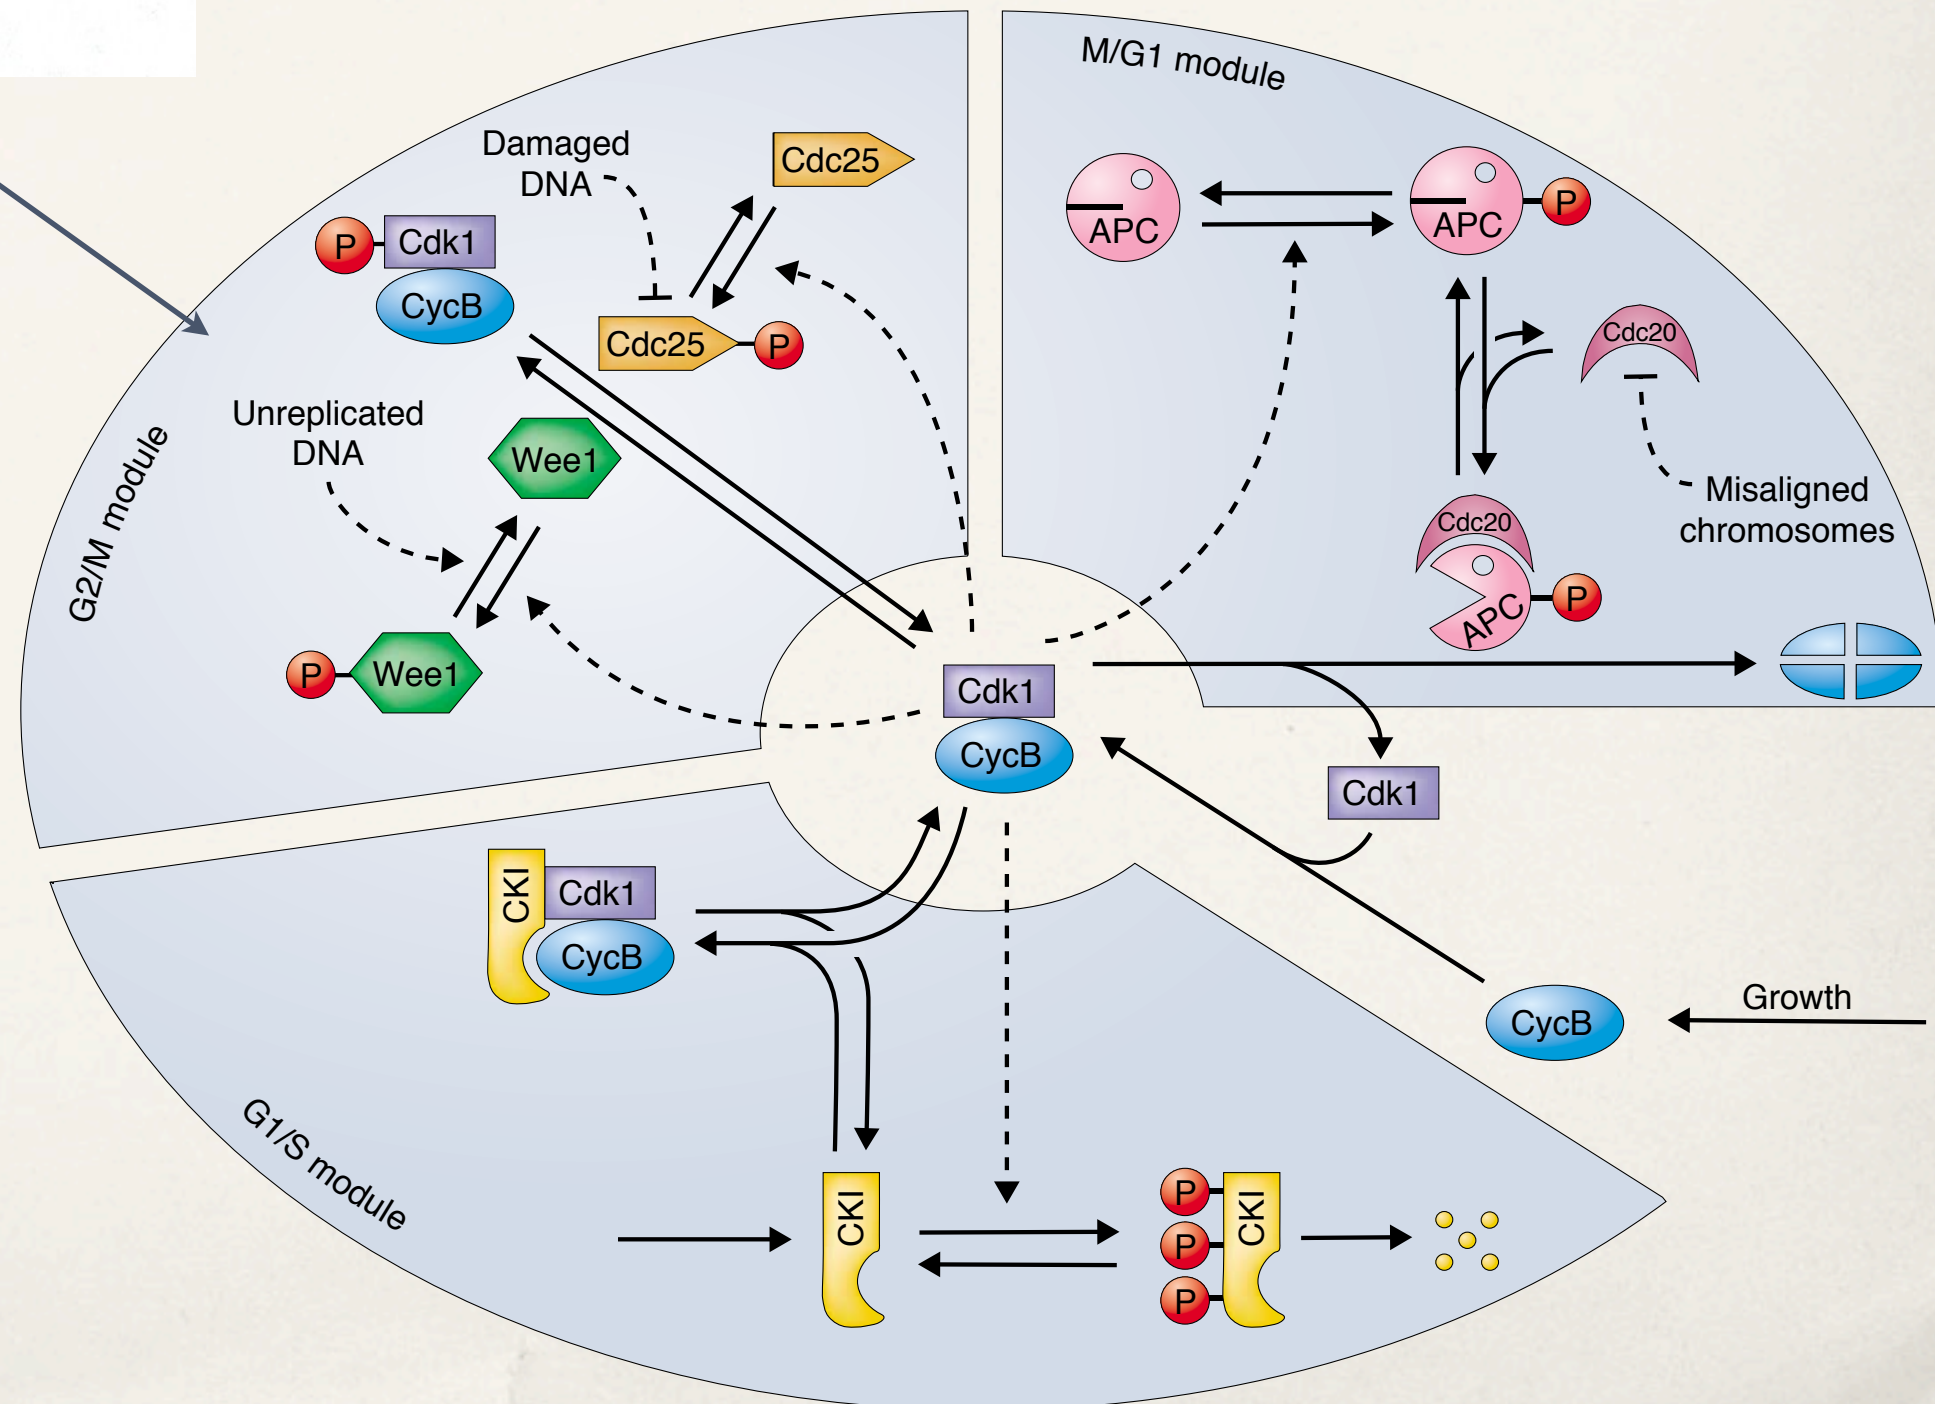 M/G1 module
Damaged
DNA
Cdc25
P
Cdk1
CycB
Cdc25
P
Unreplicated
DNA
Wee1
G2/M module
P
Wee1
APC
APC
P
Cdc20
Misaligned
chromosomes
Cdc20
APC
P
Cdk1
CycB
Cdk1
CKI
Cdk1
CycB
Growth
CycB
G1/S module
CKI
P
P
P
CKI